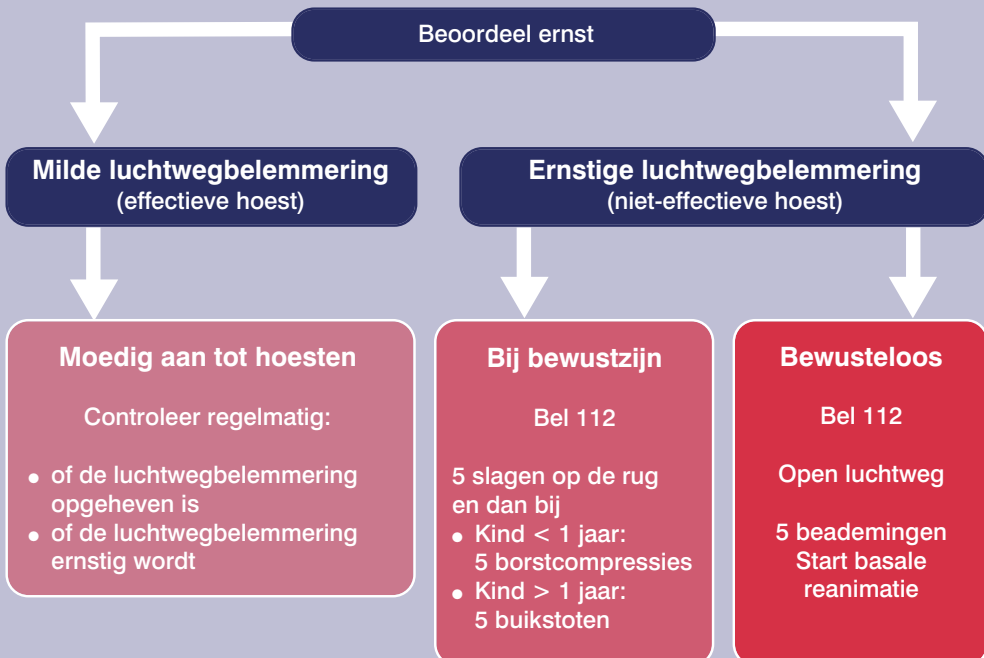 Beoordeel ernst
Milde luchtwegbelemmering
(effectieve hoest)
Ernstige luchtwegbelemmering
(niet-effectieve hoest)
Moedig aan tot hoesten
Controleer regelmatig:
• of de luchtwegbelemmering
opgeheven is
• of de luchtwegbelemmering
ernstig wordt
Bij bewustzijn
Bel 112
5 slagen op de rug
en dan bij
• Kind < 1 jaar:
5 borstcompressies
• Kind > 1 jaar:
5 buikstoten
Bewusteloos
Bel 112
Open luchtweg
5 beademingen
Start basale
reanimatie